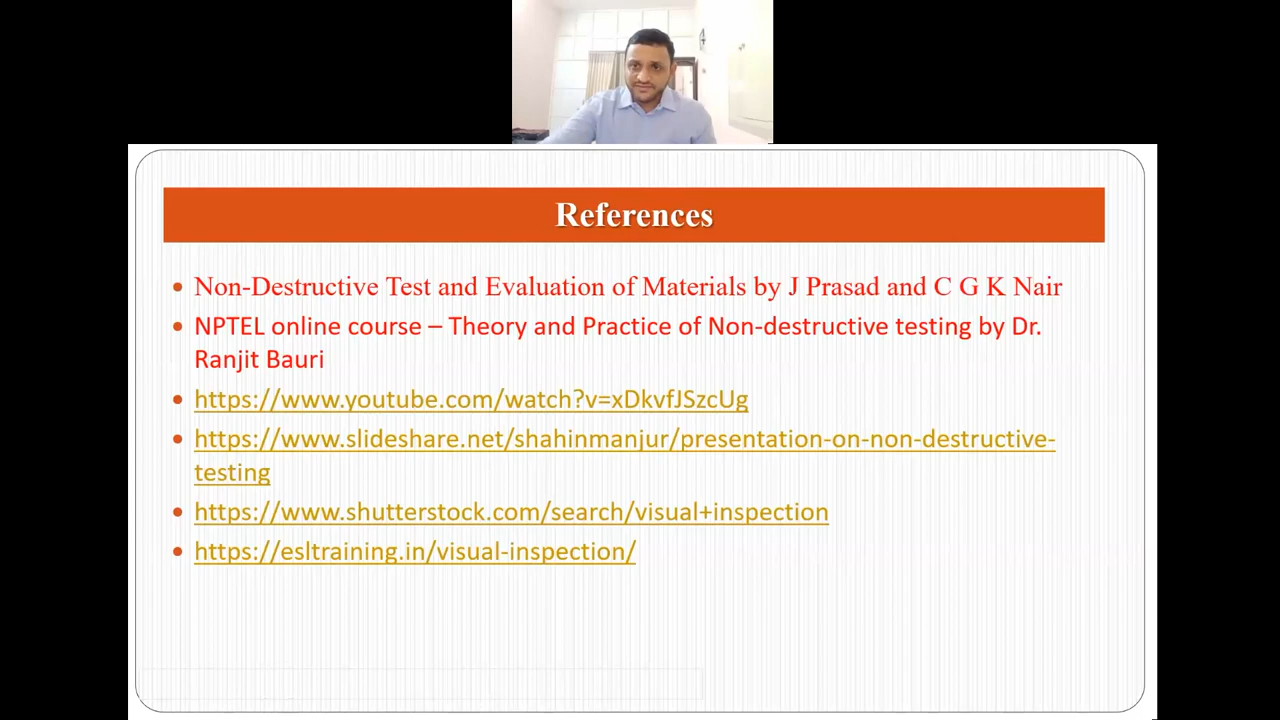 References
• Non-Destructive Test and Evaluation of Materials by J Prasad and C G K Nair
• NPTEL online course – Theory and Practice of Non-destructive testing by Dr.
Ranjit Bauri
• https://www.youtube.com/watch?v=xDkvfJSzcUg
• https://www.slideshare.net/shahinmanjur/presentation-on-non-destructive-
testing
• https://www.shutterstock.com/search/visual+inspection
• https://esltraining.in/visual-inspection/